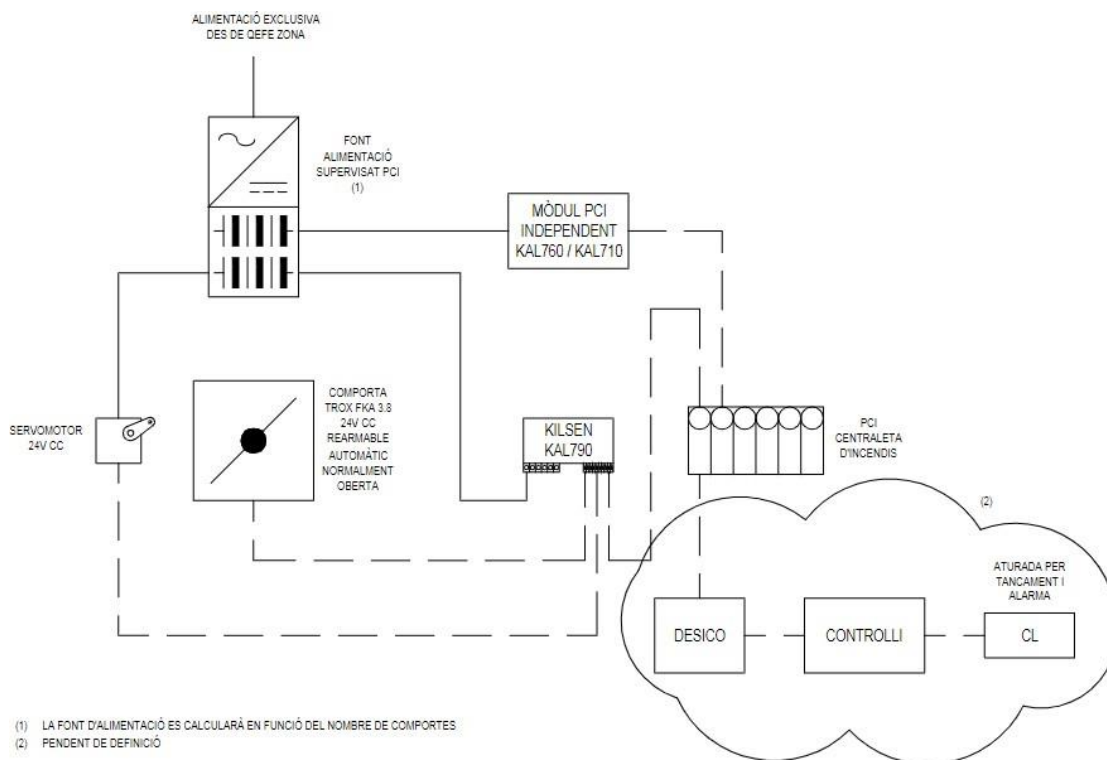 ALIMENTACIÓ EXCLUSIVA
DES DE QEFE ZONA
FONT
ALIMENTACIÓ
SUPERVISAT PCI
(1)
MÒDUL PCI
INDEPENDENT
KAL760 / KAL710
SERVOMOTOR
24V CC
COMPORTA
TROX FKA 3.8
24V CC
REARMABLE
AUTOMÀTIC
NORMALMENT
OBERTA
KILSEN
KAL790
PCI
CENTRALETA
D'INCENDIS
(2)
ATURADA PER
TANCAMENT I
ALARMA
DESICO
CONTROLLI
CL
(1) LA FONT D'ALIMENTACIÓ ES CALCULARÀ EN FUNCIÓ DEL NOMBRE DE COMPORTES
(2) PENDENT DE DEFINICIÓ